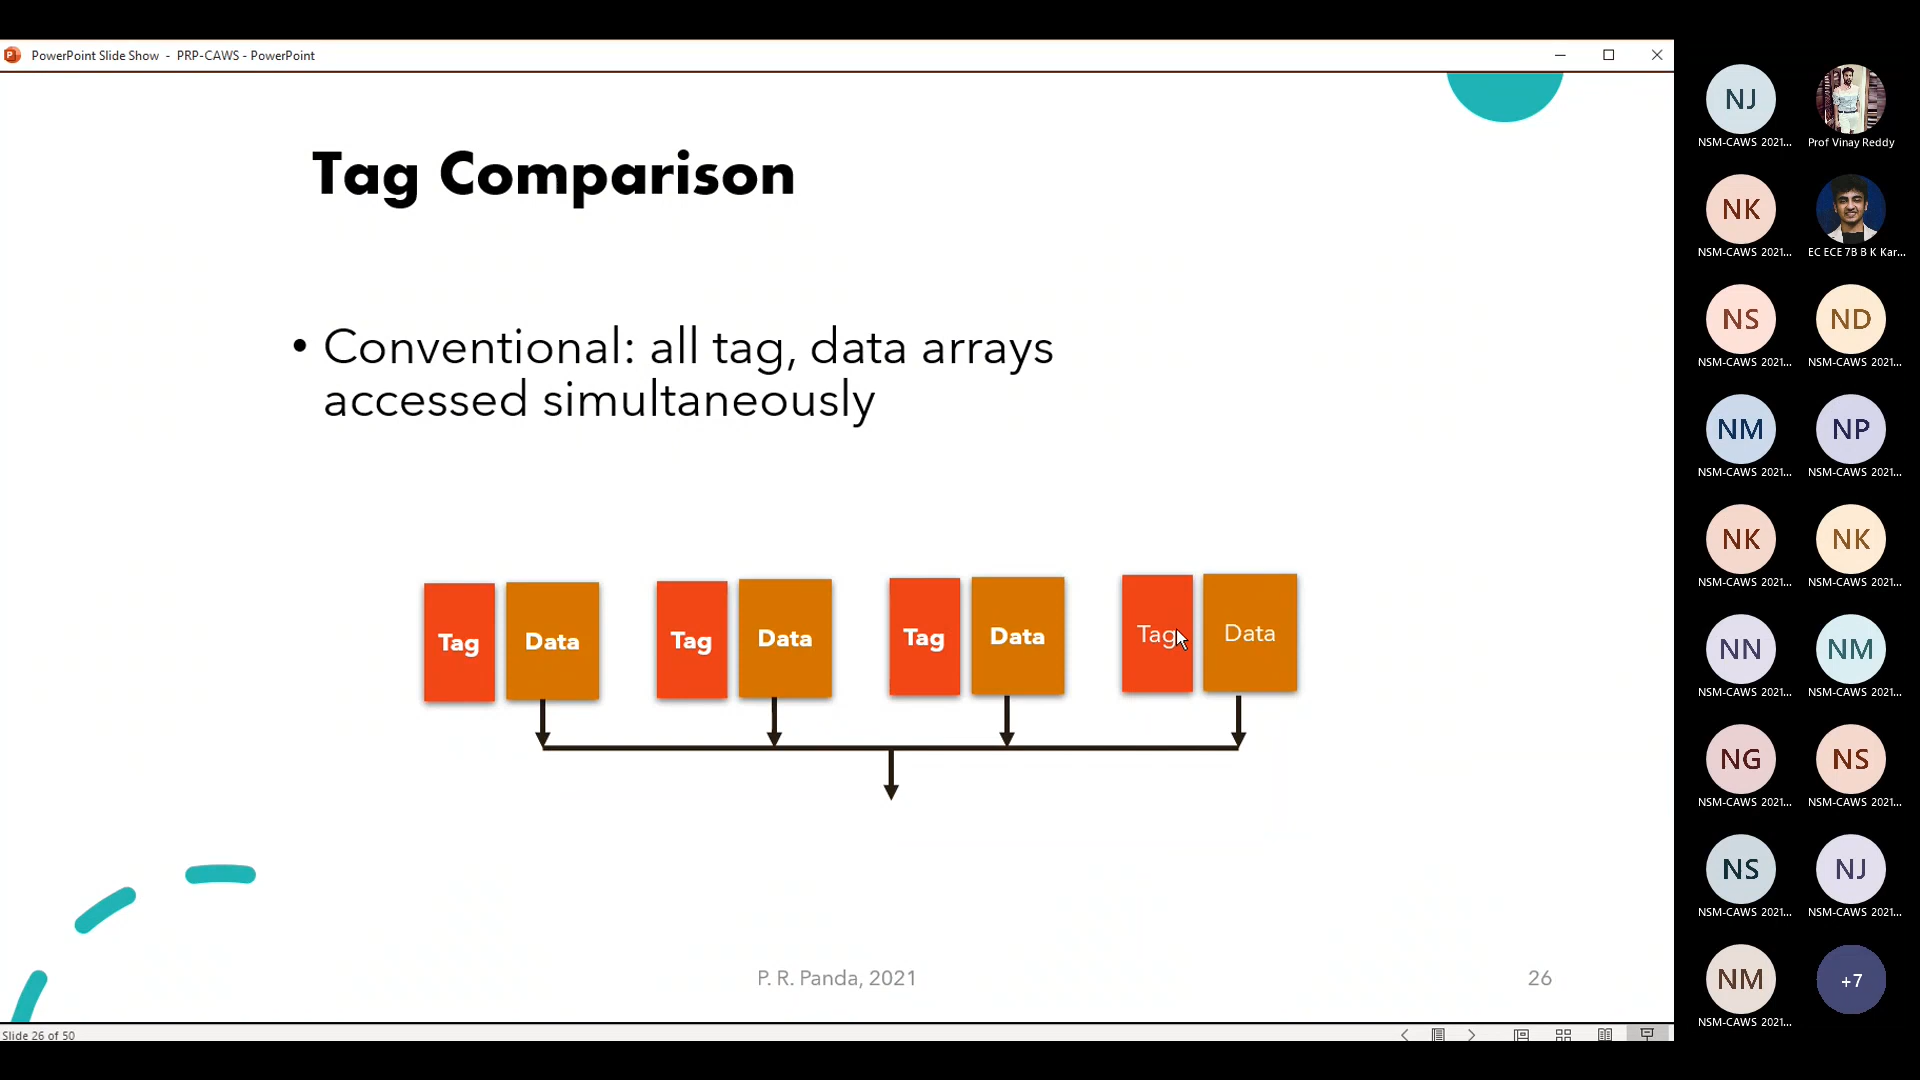 PowerPoint Slide Show - PRP-CAWS - PowerPoint
Tag Comparison
• Conventional: all tag, data arrays
accessed simultaneously
Tag Data Tag Data Tag Data Tag Data
P. R. Panda, 2021
26
Slide 26 of 50
NJ
NSM-CAWS 2021...
Prof Vinay Reddy
NK
NSM-CAWS 2021...
EC ECE 7B B K Kar...
NS
NSM-CAWS 2021...
ND
NSM-CAWS 2021...
NM
NSM-CAWS 2021...
NP
NSM-CAWS 2021...
NK
NSM-CAWS 2021...
NK
NSM-CAWS 2021...
NN
NSM-CAWS 2021...
NM
NSM-CAWS 2021...
NG
NSM-CAWS 2021...
NS
NSM-CAWS 2021...
NS
NSM-CAWS 2021...
NJ
NSM-CAWS 2021...
NM
NSM-CAWS 2021...
+7